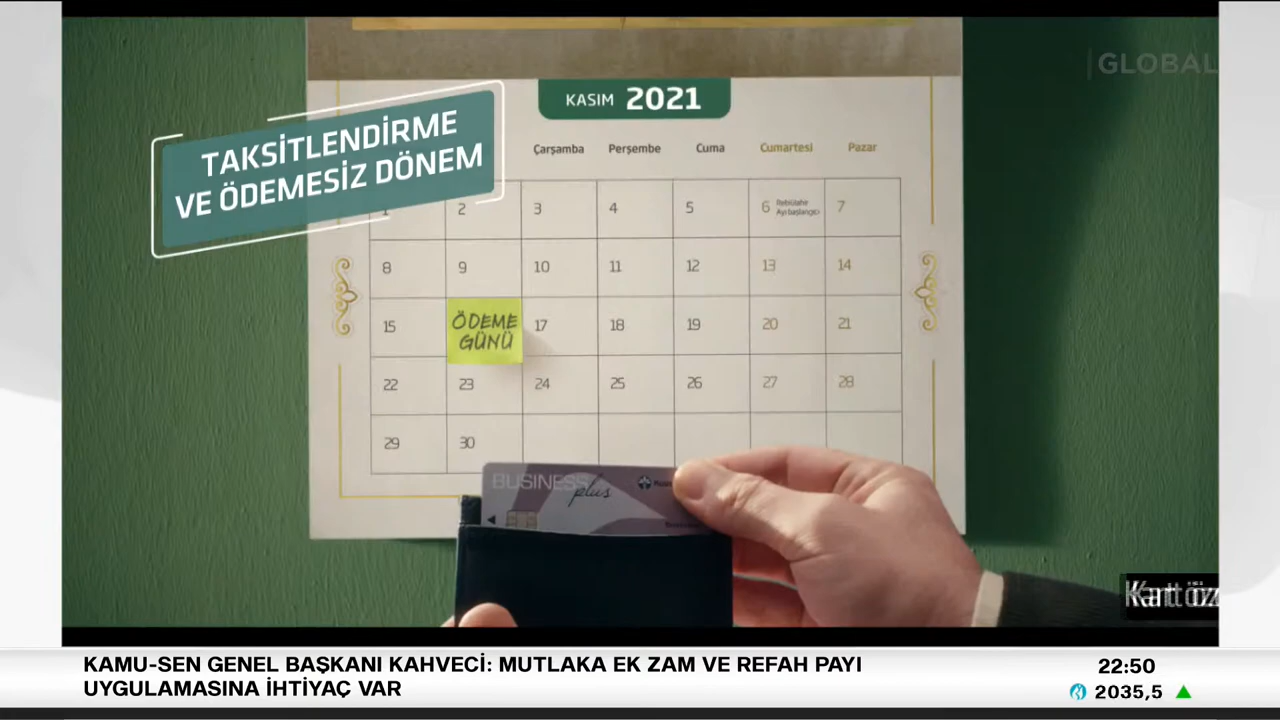 GLOBAL
KASIM 2021
TAKSİTLENDİRME
VE ÖDEMESİZ DÖNEM
Çarşamba Perşembe Cuma Cumartesi Pazar
1 2 3 4 5 6 7
8 9 10 11 12 13 14
15 ÖDEME GÜNÜ 17 18 19 20 21
22 23 24 25 26 27 28
29 30
BUSINESS
plus
KAMU-SEN GENEL BAŞKANI KAHVECİ: MUTLAKA EK ZAM VE REFAH PAYI
UYGULAMASINA İHTİYAÇ VAR
22:50
2035,5